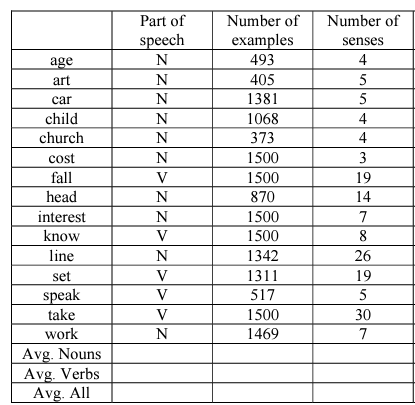 Part of speech Number of examples Number of senses
age N 493 4
art N 405 5
car N 1381 5
child N 1068 4
church N 373 4
cost N 1500 3
fall V 1500 19
head N 870 14
interest N 1500 7
know V 1500 8
line N 1342 26
set V 1311 19
speak V 517 5
take V 1500 30
work N 1469 7
Avg. Nouns
Avg. Verbs
Avg. All